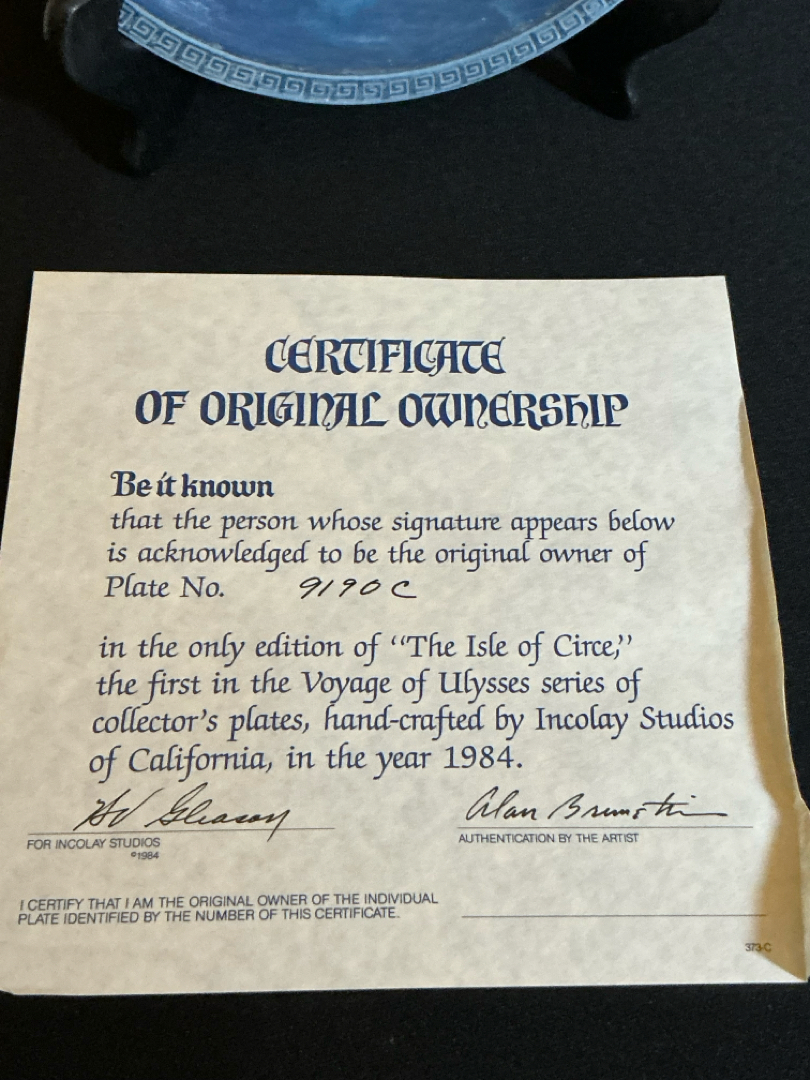 CERTIFICATE
OF ORIGINAL OWNERSHIP
Be it known
that the person whose signature appears below
is acknowledged to be the original owner of
Plate No. 9190C
in the only edition of “The Isle of Circe,”
the first in the Voyage of Ulysses series of
collector's plates, hand-crafted by Incolay Studios
of California, in the year 1984.
Gleason Alan
FOR INCOLAY STUDIOS AUTHENTICATION BY THE ARTIST
©1984
I CERTIFY THAT I AM THE ORIGINAL OWNER OF THE INDIVIDUAL
PLATE IDENTIFIED BY THE NUMBER OF THIS CERTIFICATE.
373-C